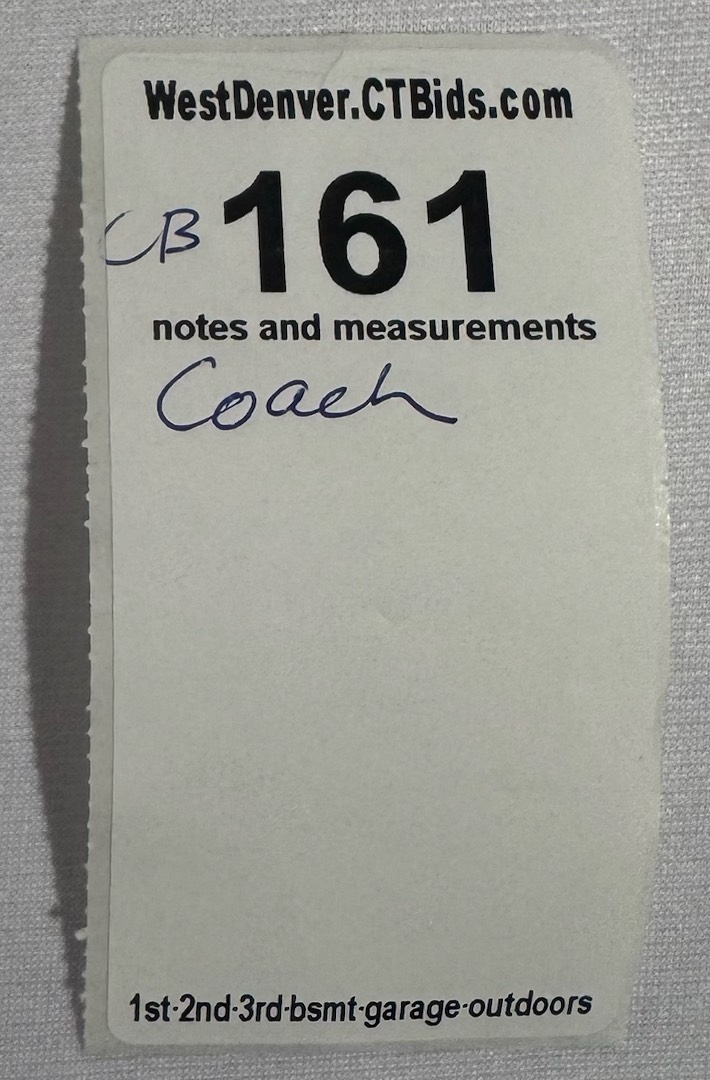 WestDenver.CTBids.com
CB 161
notes and measurements
Coach
1st-2nd-3rd-bsmt-garage-outdoors